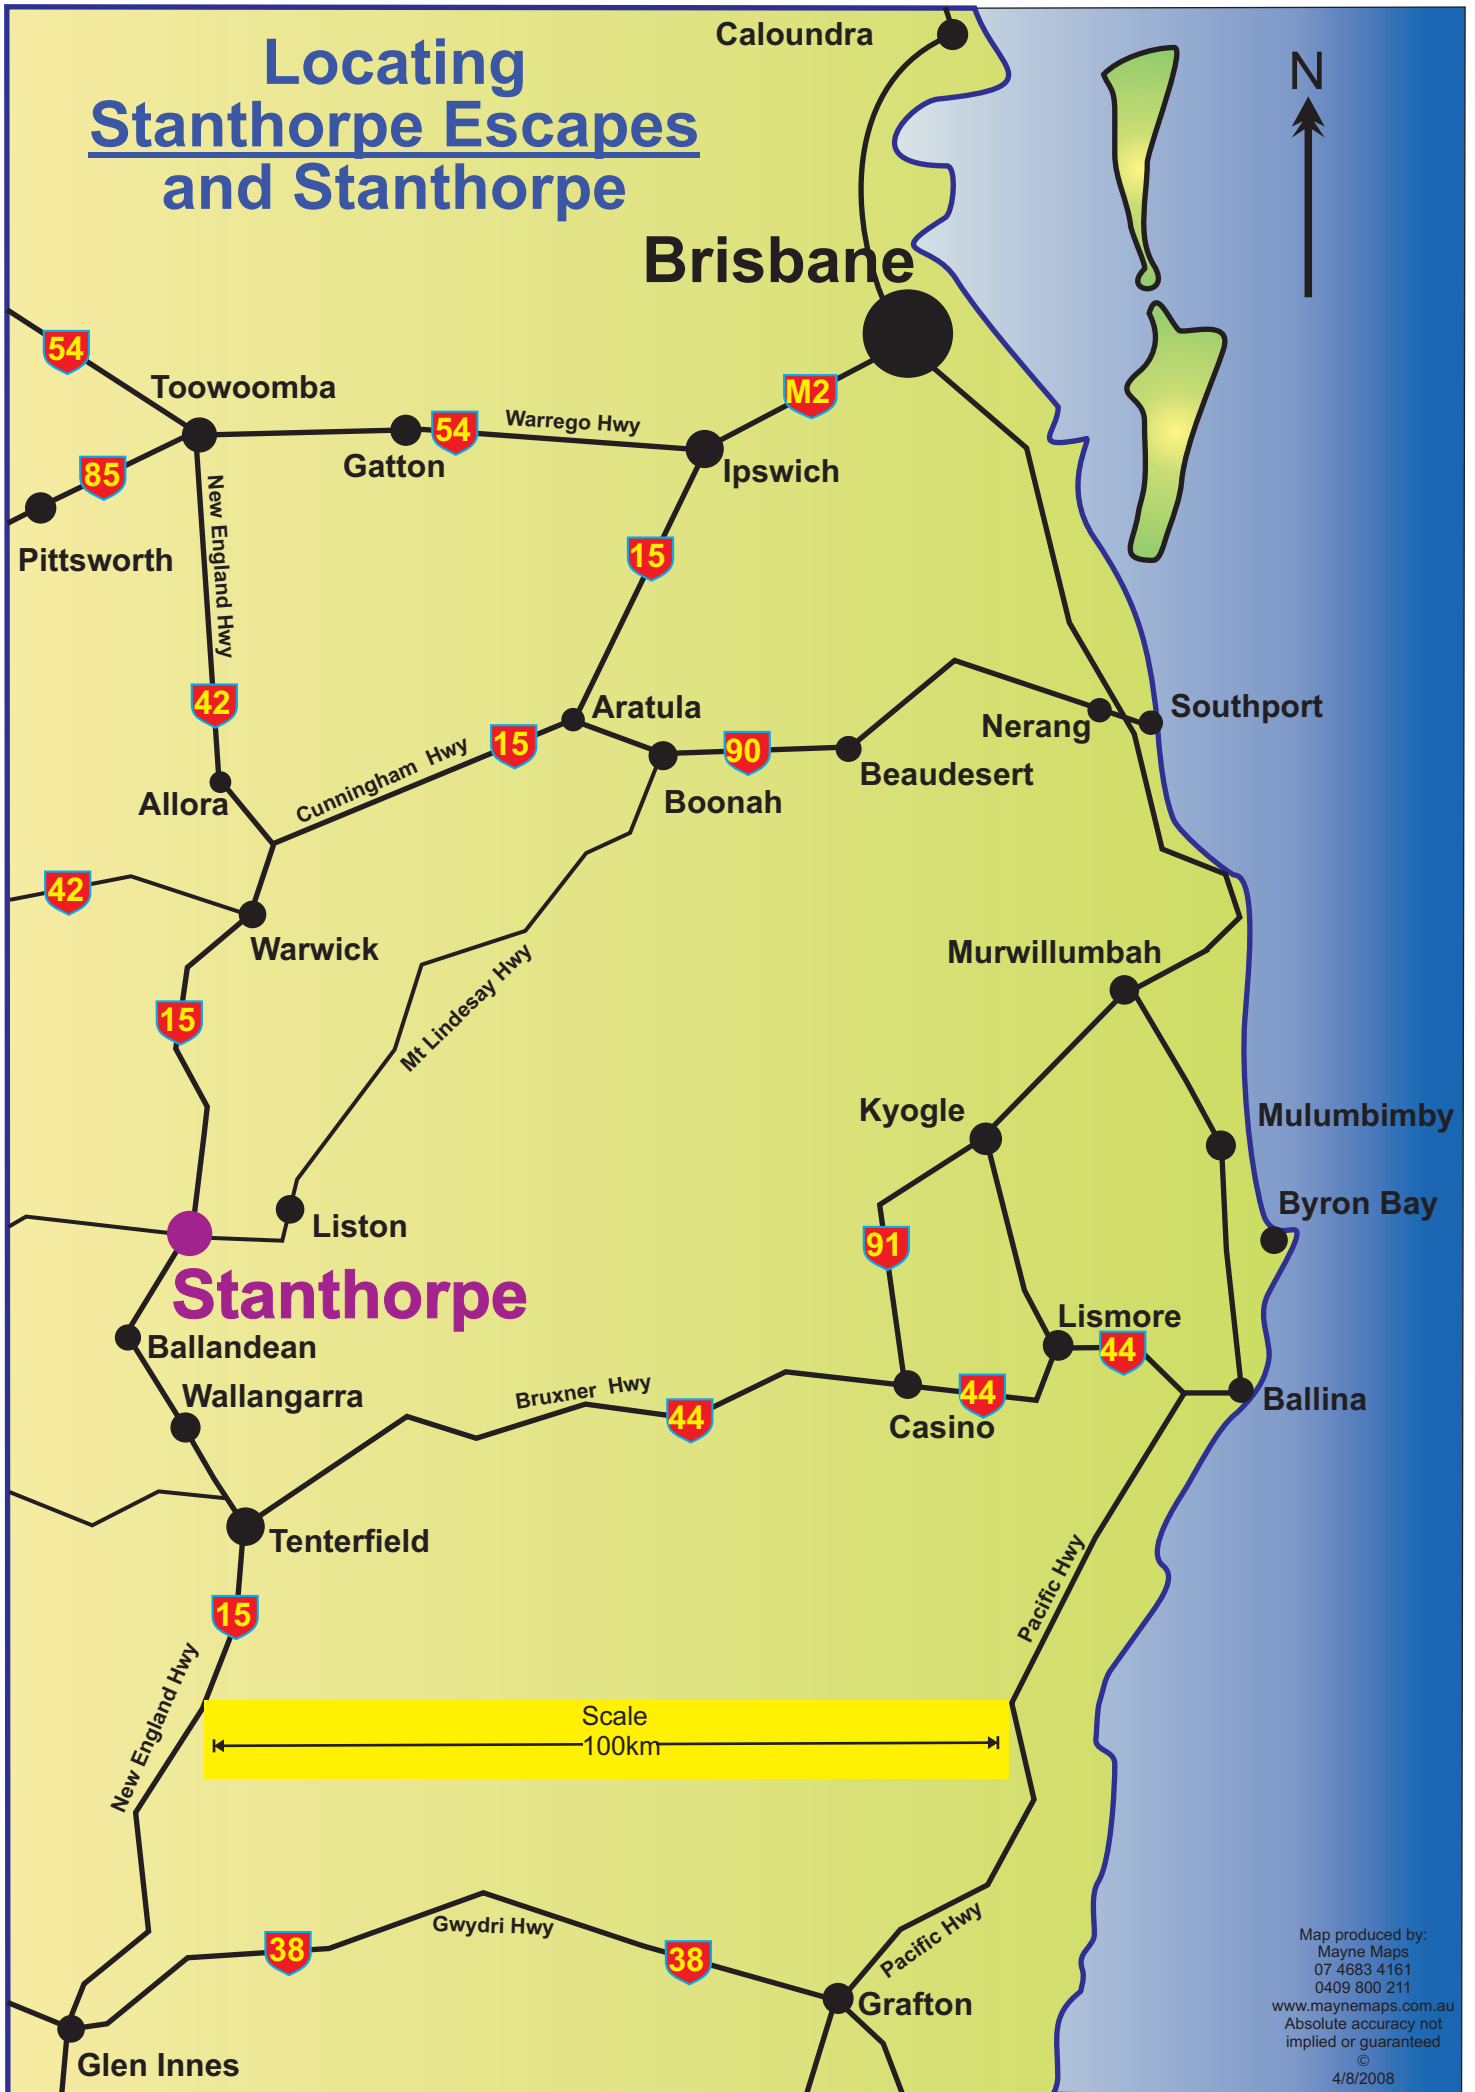 Locating
Stanthorpe Escapes
and Stanthorpe
Caloundra
N
Brisbane
54
Toowoomba
M2
Warrego Hwy
54
Gatton
Ipswich
85
Pittsworth
New England Hwy
15
42
Aratula
Southport
Nerang
Cunningham Hwy
15
90
Beaudesert
Allora
Boonah
42
Warwick
Mt Lindesay Hwy
Murwillumbah
15
Kyogle
Mulumbimby
Byron Bay
Liston
91
Stanthorpe
Lismore
44
Ballandean
Wallangarra
Bruxner Hwy
44
44
Casino
Ballina
Tenterfield
15
Pacific Hwy
New England Hwy
Scale
100km
Gwydri Hwy
38
38
Pacific Hwy
Grafton
Glen Innes
Map produced by:
Mayne Maps
07 4683 4161
0409 800 211
www.maynemaps.com.au
Absolute accuracy not
implied or guaranteed
©
4/8/2008